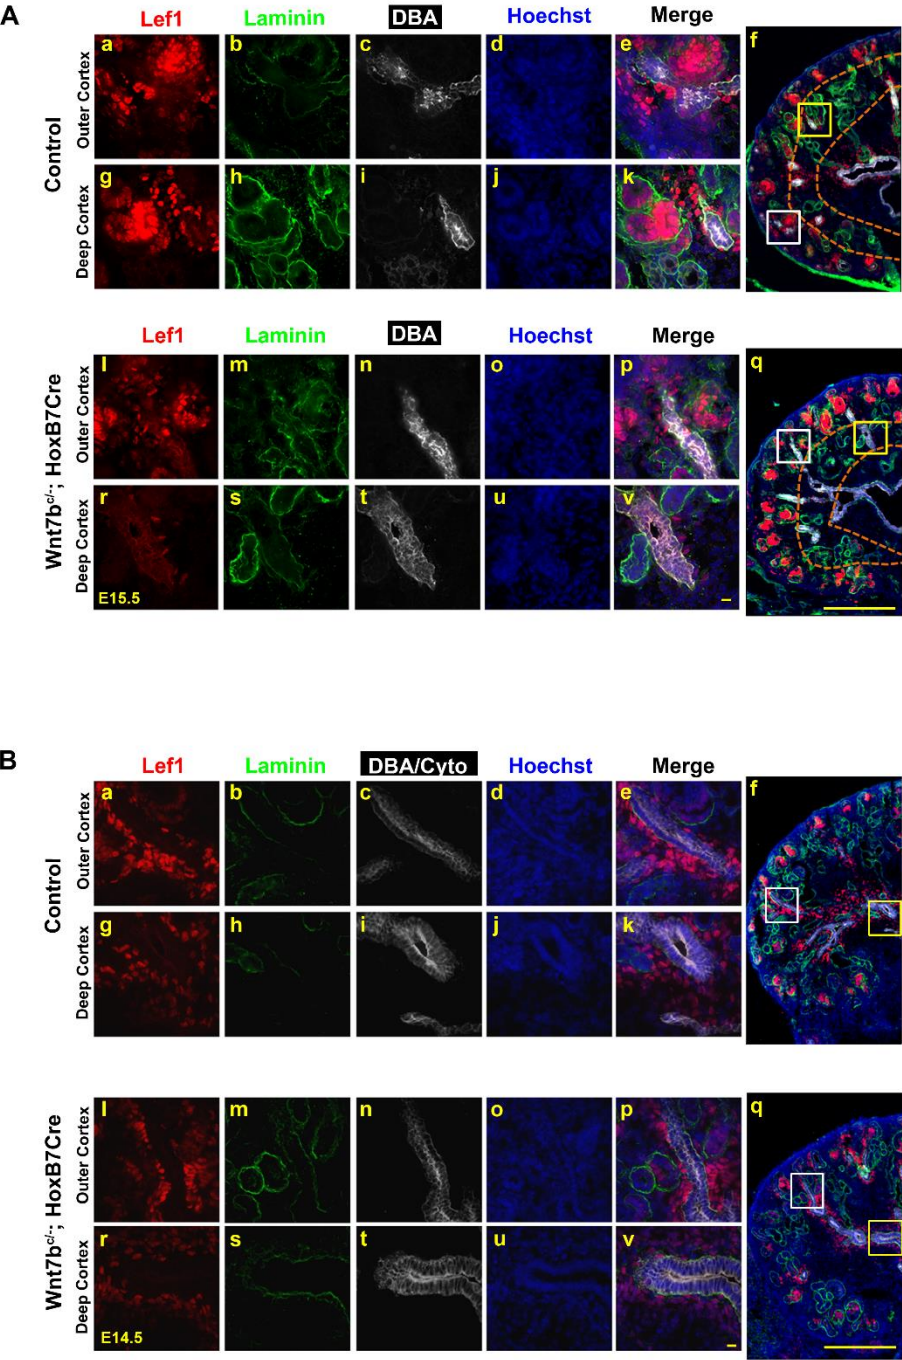 A
Lef1 Laminin DBA Hoechst Merge
Control
Outer Cortex
a b c d e f
Deep Cortex
g h i j k
Lef1 Laminin DBA Hoechst Merge
Wnt7bc/-; HoxB7Cre
Outer Cortex
l m n o p q
Deep Cortex
r s t u v
E15.5
B
Lef1 Laminin DBA/Cyto Hoechst Merge
Control
Outer Cortex
a b c d e f
Deep Cortex
g h i j k
Wnt7bc/-; HoxB7Cre
Outer Cortex
l m n o p q
Deep Cortex
r s t u v
E14.5